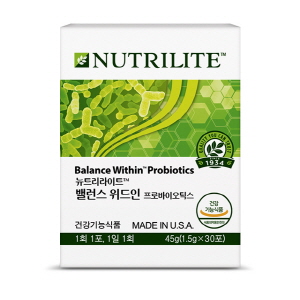 NUTRILITE™
Balance Within™ Probiotics
뉴트리라이트™
밸런스 위드인 프로바이오틱스
건강기능식품 MADE IN U.S.A.
1회 1포, 1일 1회 45g(1.5g×30포)
1934
건강
기능식품